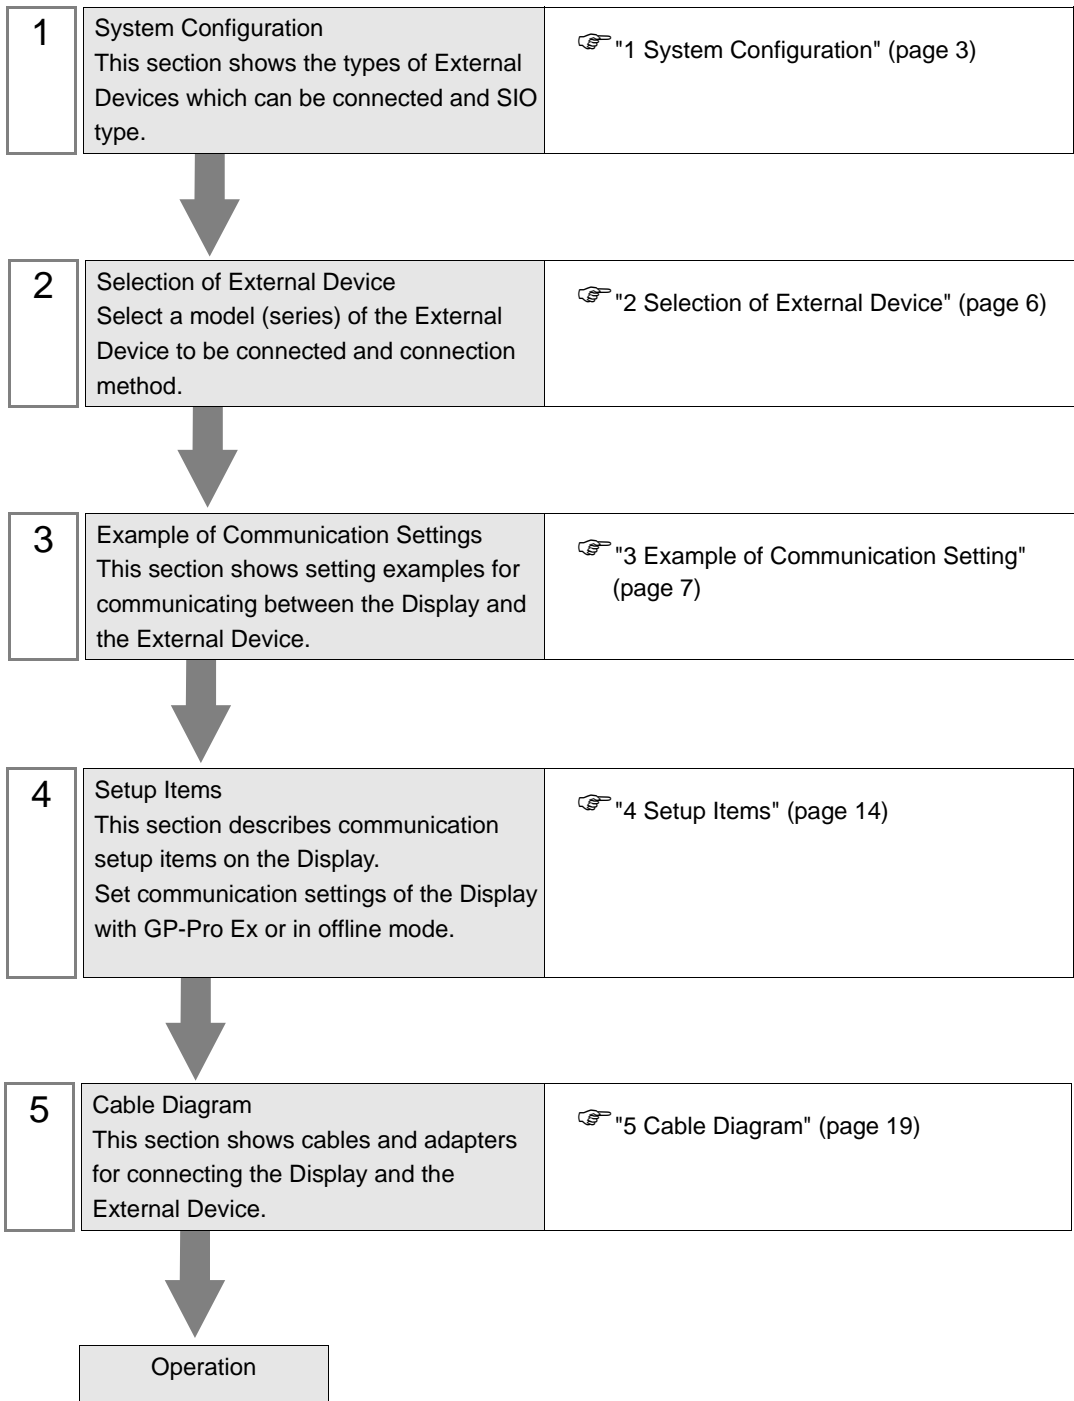 1
System Configuration
This section shows the types of External
Devices which can be connected and SIO
type.
"1 System Configuration" (page 3)
2
Selection of External Device
Select a model (series) of the External
Device to be connected and connection
method.
"2 Selection of External Device" (page 6)
3
Example of Communication Settings
This section shows setting examples for
communicating between the Display and
the External Device.
"3 Example of Communication Setting"
(page 7)
4
Setup Items
This section describes communication
setup items on the Display.
Set communication settings of the Display
with GP-Pro Ex or in offline mode.
"4 Setup Items" (page 14)
5
Cable Diagram
This section shows cables and adapters
for connecting the Display and the
External Device.
"5 Cable Diagram" (page 19)
Operation